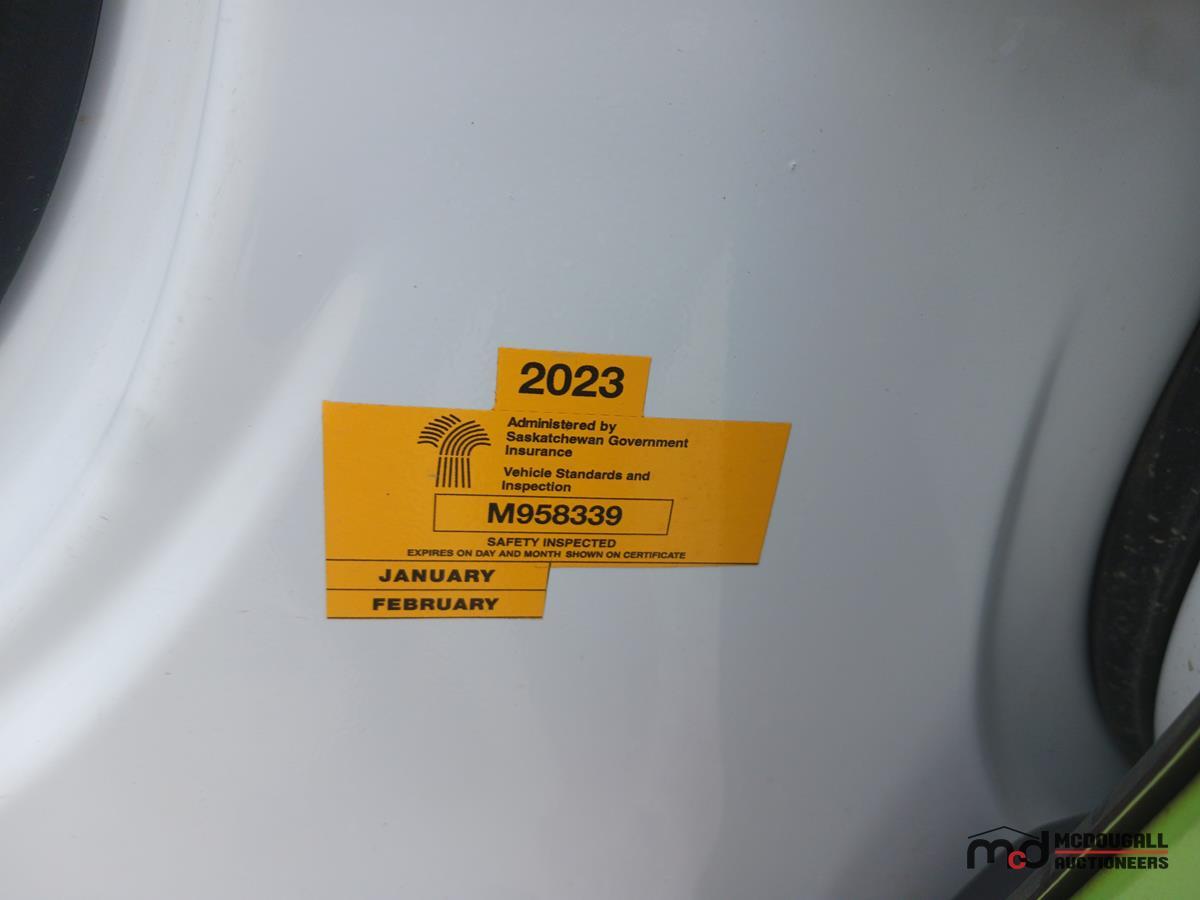 2023
Administered by
Saskatchewan Government
Insurance
Vehicle Standards and
Inspection
M958339
SAFETY INSPECTED
EXPIRES ON DAY AND MONTH SHOWN ON CERTIFICATE
JANUARY
FEBRUARY
mcd MCDOUGALL
AUCTIONEERS